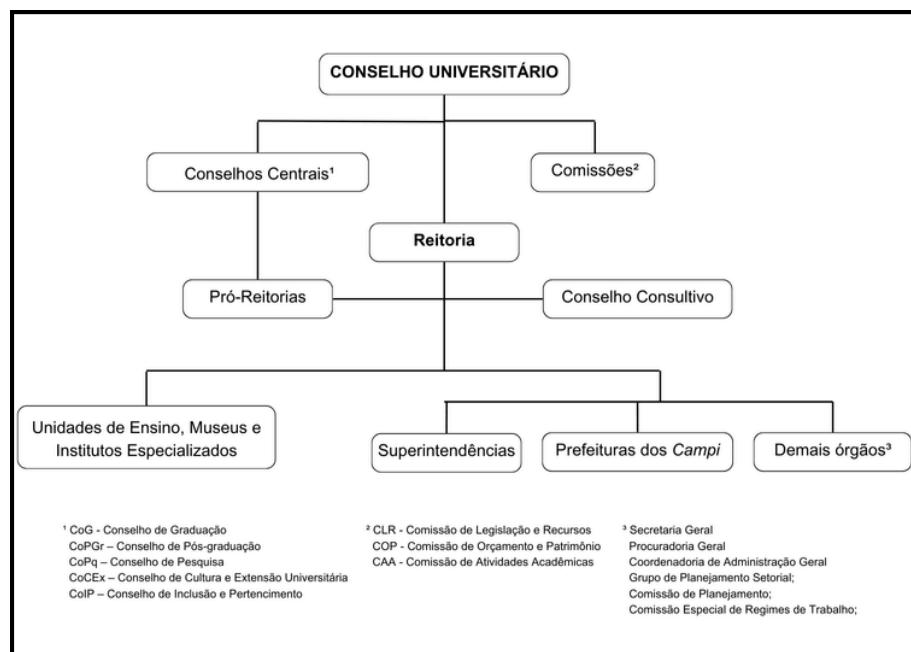 CONSELHO UNIVERSITÁRIO
Conselhos Centrais¹
Comissões²
Reitoria
Pró-Reitorias
Conselho Consultivo
Unidades de Ensino, Museus e
Institutos Especializados
Superintendências
Prefeituras dos Campi
Demais órgãos³
¹ CoG - Conselho de Graduação
CoPGr – Conselho de Pós-graduação
CoPq - Conselho de Pesquisa
CoCEx – Conselho de Cultura e Extensão Universitária
CoIP – Conselho de Inclusão e Pertencimento
² CLR - Comissão de Legislação e Recursos
COP - Comissão de Orçamento e Patrimônio
CAA - Comissão de Atividades Acadêmicas
³ Secretaria Geral
Procuradoria Geral
Coordenadoria de Administração Geral
Grupo de Planejamento Setorial;
Comissão de Planejamento;
Comissão Especial de Regimes de Trabalho;